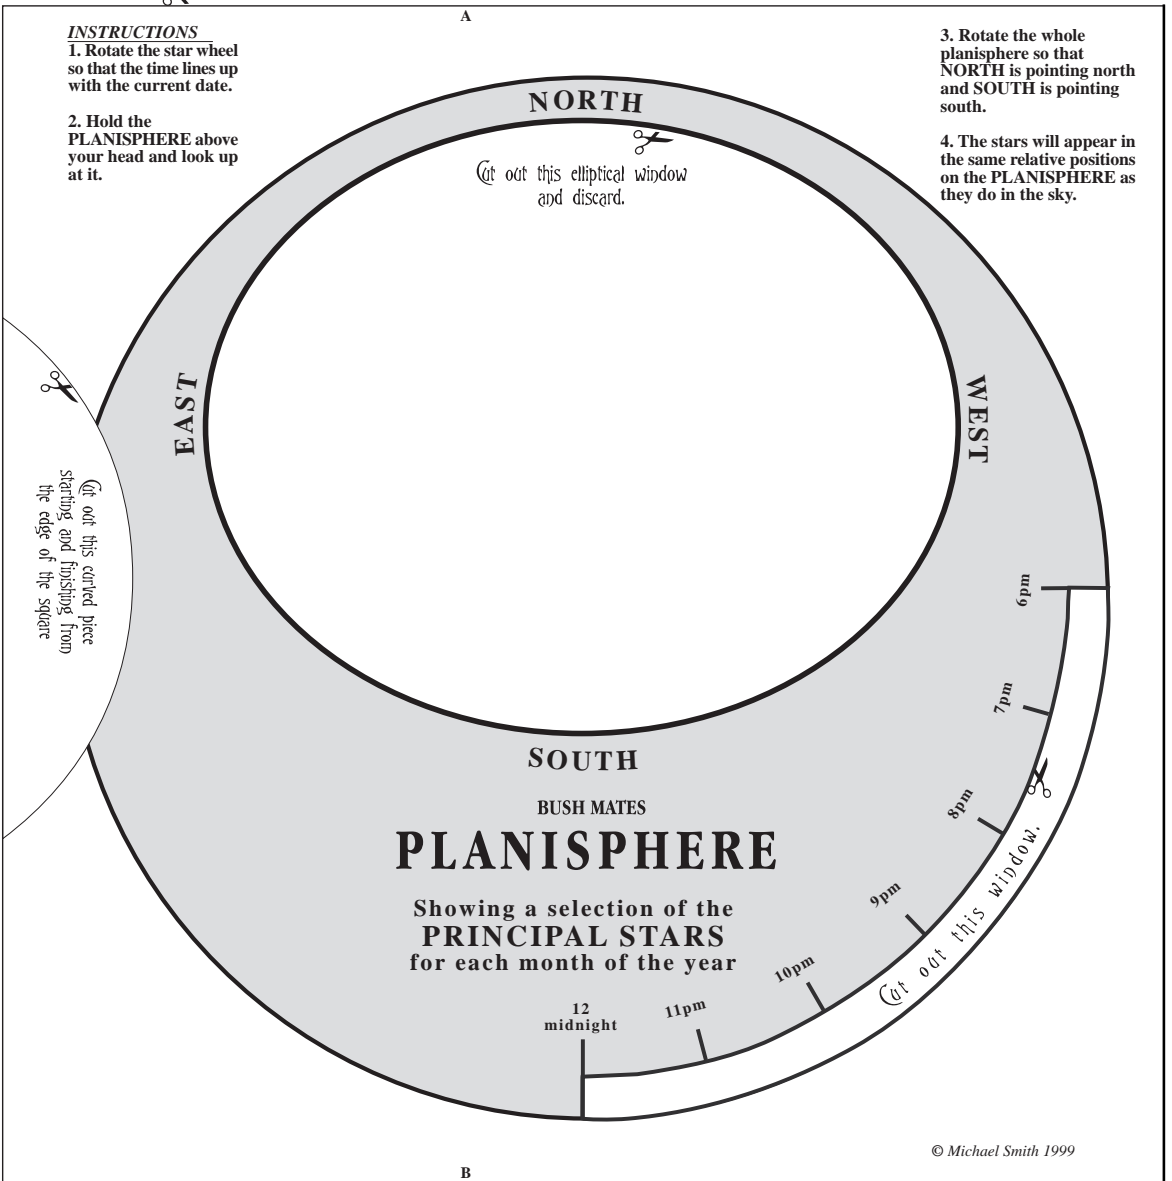 A
INSTRUCTIONS
1. Rotate the star wheel
so that the time lines up
with the current date.
2. Hold the
PLANISPHERE above
your head and look up
at it.
3. Rotate the whole
planisphere so that
NORTH is pointing north
and SOUTH is pointing
south.
4. The stars will appear in
the same relative positions
on the PLANISPHERE as
they do in the sky.
NORTH
Cut out this elliptical window
and discard.
EAST
WEST
Cut out this curved piece
starting and finishing from
the edge of the square
SOUTH
BUSH MATES
PLANISPHERE
Showing a selection of the
PRINCIPAL STARS
for each month of the year
6pm
7pm
8pm
9pm
10pm
11pm
12
midnight
Cut out this window.
© Michael Smith 1999
B